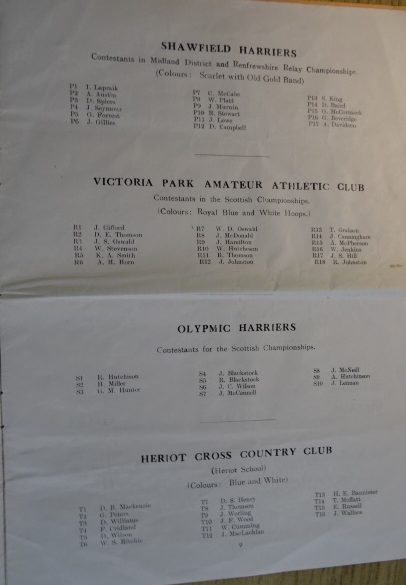 SHAWFIELD HARRIERS
Contestants in Midland District and Renfrewshire Relay Championships.
(Colours : Scarlet with Old Gold Band)
P1 I. Lapsnik
P2 A. Austin
P3 D. Spiers
P4 J. Seymour
P5 G. Forrest
P6 J. Gillies
P7 C. McCabe
P8 W. Platt
P9 J. Murnin
P10 R. Stewart
P11 J. Lowe
P12 D. Campbell
P13 S. King
P14 D. Baird
P15 G. McCormack
P16 G. Beveridge
P17 A. Davidson
VICTORIA PARK AMATEUR ATHLETIC CLUB
Contestants in the Scottish Championships.
(Colours: Royal Blue and White Hoops.)
R1 J. Gifford
R2 D. E. Thomson
R3 J. S. Oswald
R4 W. Stevenson
R5 K. A. Smith
R6 A. H. Horn
R7 W. D. Oswald
R8 J. McDonald
R9 J. Hamilton
R10 W. Hutcheson
R11 B. Thomson
R12 J. Johnston
R13 T. Graham
R14 J. Cunningham
R15 A. McPherson
R16 W. Jenkins
R17 J. S. Hill
R18 R. Johnston
OLYPMIC HARRIERS
Contestants for the Scottish Championships.
S1 R. Hutchison
S2 H. Miller
S3 G. M. Hunter
S4 J. Blackstock
S5 R. Blackstock
S6 J. C. Wilson
S7 J. McConnell
S8 J. McNeill
S9 A. Hutchinson
S10 J.
HERIOT CROSS COUNTRY CLUB
(Heriot School)
(Colours : Blue and White)
T1 D. B. Mackenzie
T2 G. Peters
T3 D. Williams
T4 F. Cridland
T5 D. Wilson
T6 W. S. Ritchie
T7 D. S. Henry
T8 J. Thomson
T9 J. Worling
T10 J. F. Wood
T11 W. Cumming
T12 J. MacLachlan
T13 H. E. Bannister
T14 T. Moffatt
T15 E. Russell
T16 J. Wallace
9